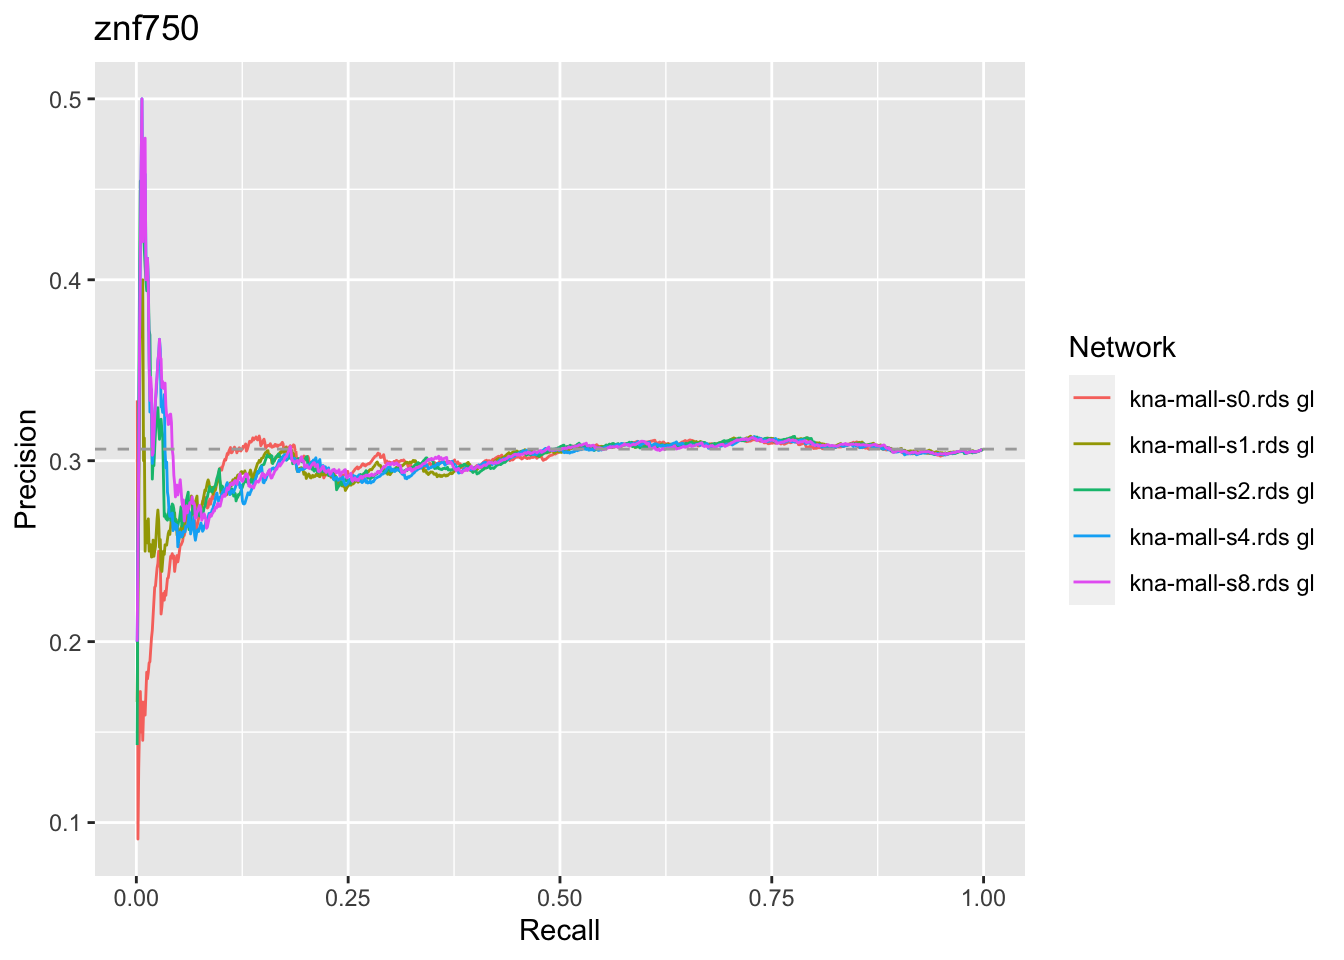 znf750
0.5
0.4
0.3
0.2
0.1
Precision
0.00 0.25 0.50 0.75 1.00
Recall
Network
kna-mall-s0.rds gl
kna-mall-s1.rds gl
kna-mall-s2.rds gl
kna-mall-s4.rds gl
kna-mall-s8.rds gl